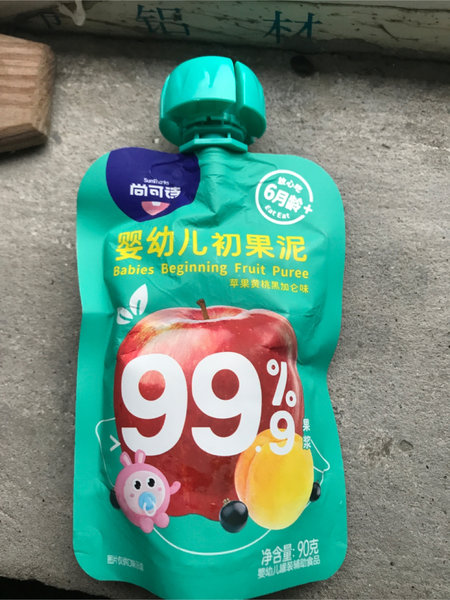 铝材
尚可诗
放心吃
6月龄+
Eat Eat
婴幼儿初果泥
Babies Beginning Fruit Puree
苹果黄桃黑加仑味
99.9%
果浆
净含量: 90克
婴幼儿罐装辅助食品